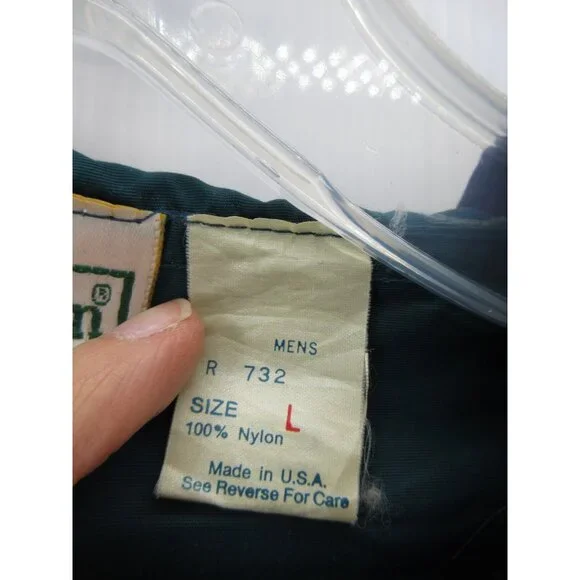 n®
MENS
R 732
SIZE L
100% Nylon
Made in U.S.A.
See Reverse For Care